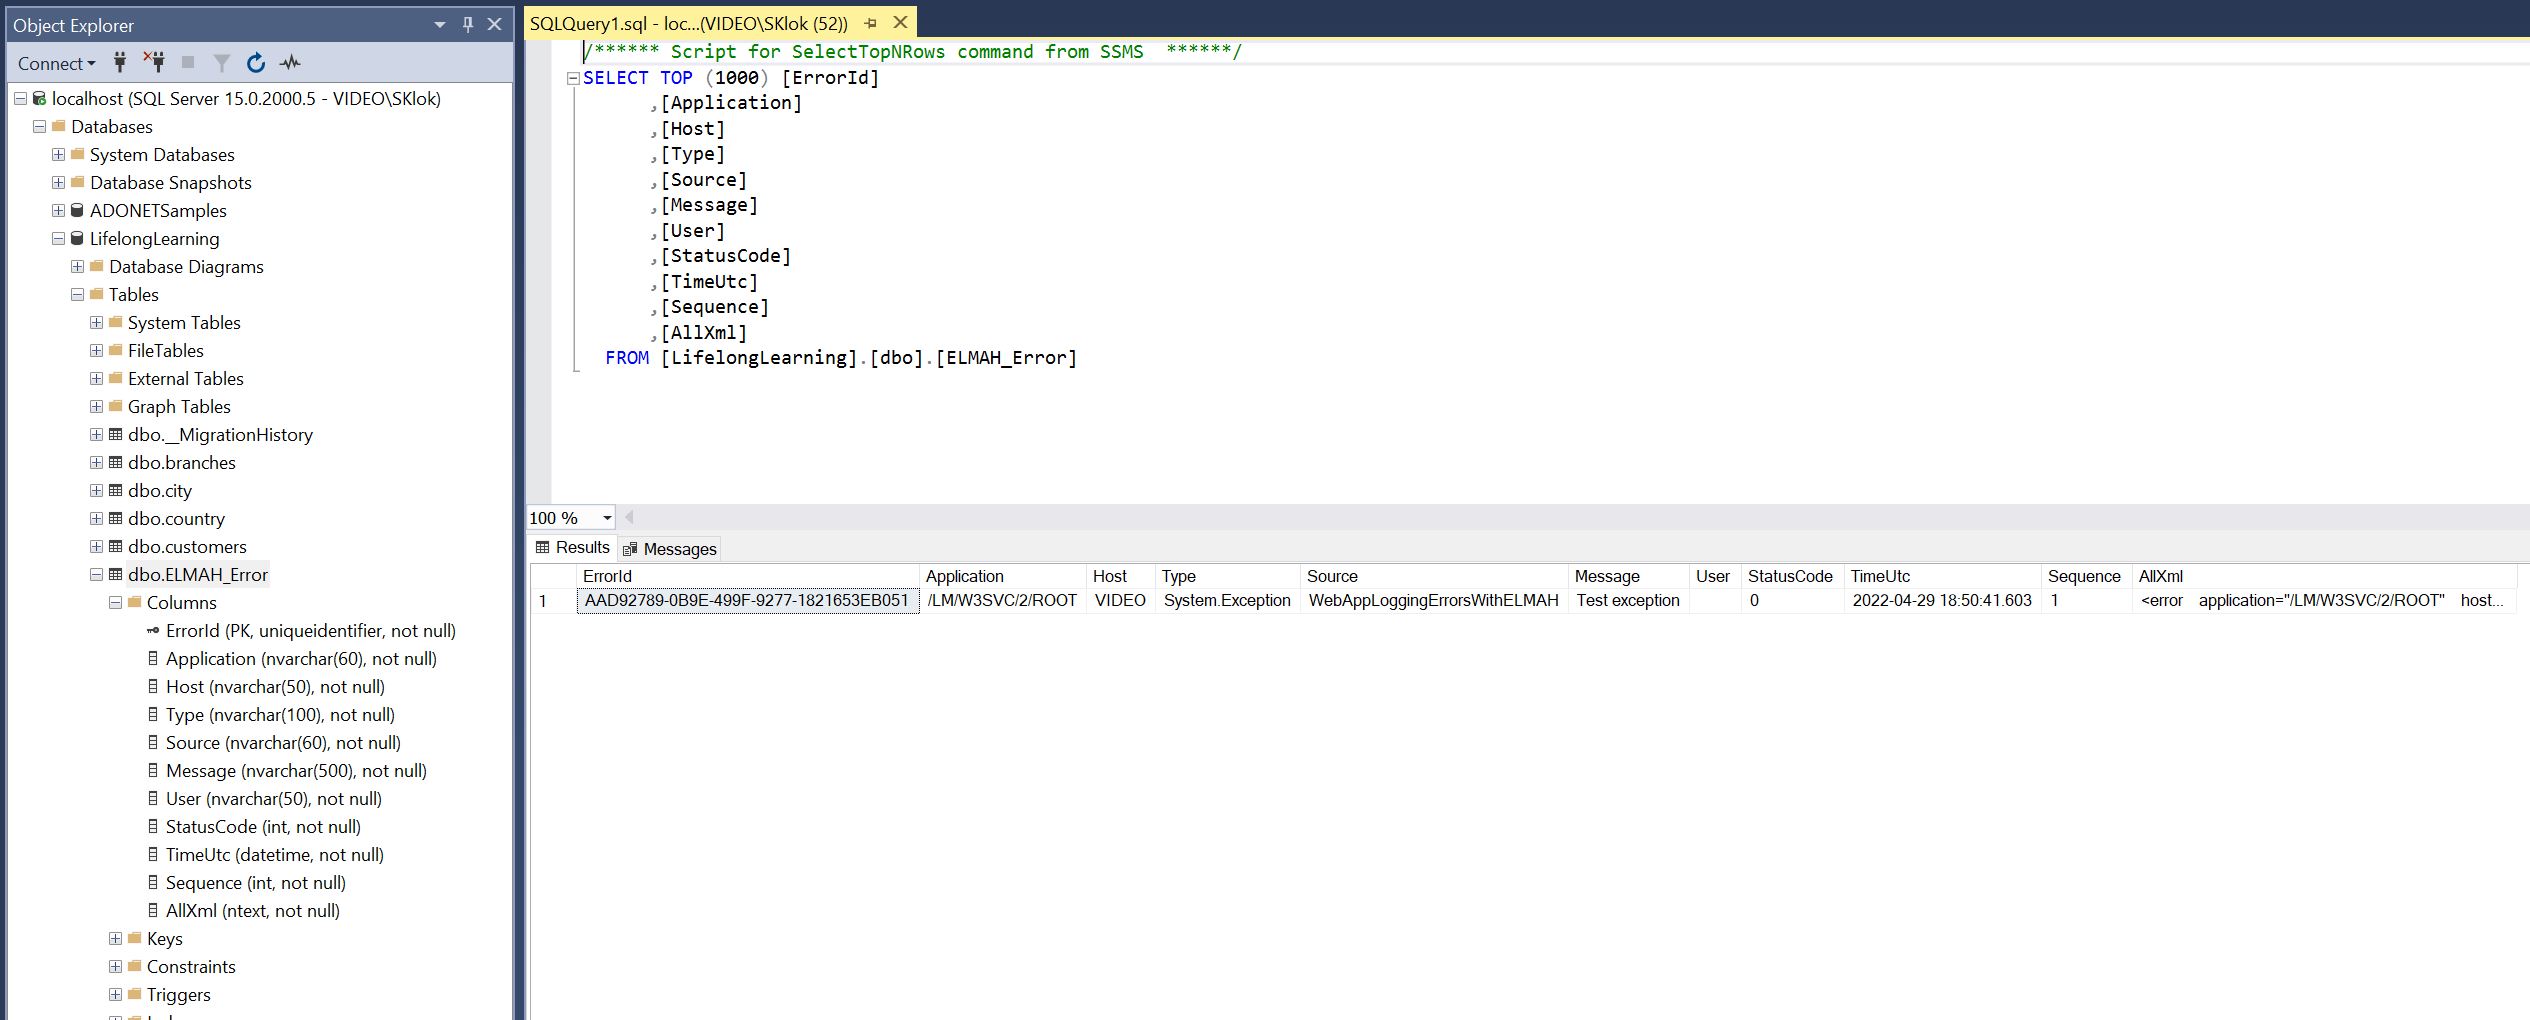 Object Explorer
Connect
localhost (SQL Server 15.0.2000.5 - VIDEO\SKlok)
Databases
System Databases
Database Snapshots
ADONETSamples
LifelongLearning
Database Diagrams
Tables
System Tables
FileTables
External Tables
Graph Tables
dbo.__MigrationHistory
dbo.branches
dbo.city
dbo.country
dbo.customers
dbo.ELMAH_Error
Columns
ErrorId (PK, uniqueidentifier, not null)
Application (nvarchar(60), not null)
Host (nvarchar(50), not null)
Type (nvarchar(100), not null)
Source (nvarchar(60), not null)
Message (nvarchar(500), not null)
User (nvarchar(50), not null)
StatusCode (int, not null)
TimeUtc (datetime, not null)
Sequence (int, not null)
AllXml (ntext, not null)
Keys
Constraints
Triggers
SQLQuery1.sql - loc...(VIDEO\SKlok (52))
/****** Script for SelectTopNRows command from SSMS  ******/
SELECT TOP (1000) [ErrorId]
,[Application]
,[Host]
,[Type]
,[Source]
,[Message]
,[User]
,[StatusCode]
,[TimeUtc]
,[Sequence]
,[AllXml]
FROM [LifelongLearning].[dbo].[ELMAH_Error]
100 %
Results Messages
ErrorId Application Host Type Source Message User StatusCode TimeUtc Sequence AllXml
1 AAD92789-0B9E-499F-9277-1821653EB051 /LM/W3SVC/2/ROOT VIDEO System.Exception WebAppLoggingErrorsWithELMAH Test exception 0 2022-04-29 18:50:41.603 1 <error application="/LM/W3SVC/2/ROOT" host...